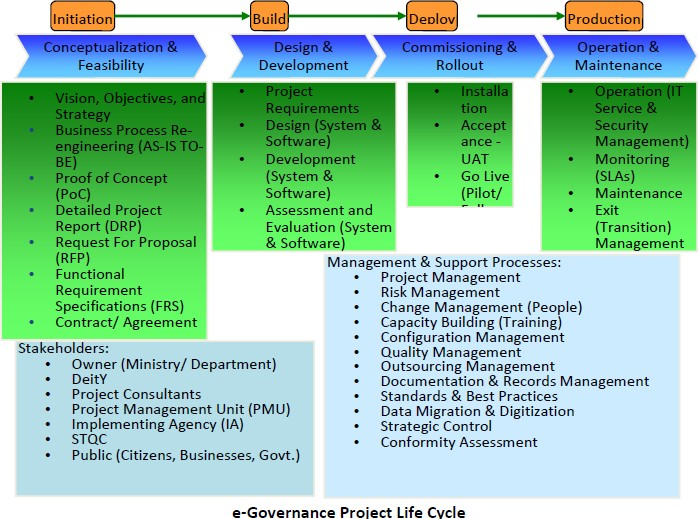 Initiation
Build
Deploy
Production
Conceptualization &
Feasibility
Design &
Development
Commissioning &
Rollout
Operation &
Maintenance
• Vision, Objectives, and
Strategy
• Business Process Re-
engineering (AS-IS TO-
BE)
• Proof of Concept
(PoC)
• Detailed Project
Report (DRP)
• Request For Proposal
(RFP)
• Functional
Requirement
Specifications (FRS)
• Contract/ Agreement
• Project
Requirements
• Design (System &
Software)
• Development
(System &
Software)
• Assessment and
Evaluation (System
& Software)
• Installa
tion
• Accept
ance -
UAT
• Go Live
(Pilot/
• Operation (IT
Service &
Security
Management)
• Monitoring
(SLAs)
• Maintenance
• Exit
(Transition)
Management
Stakeholders:
• Owner (Ministry/ Department)
• DeitY
• Project Consultants
• Project Management Unit (PMU)
• Implementing Agency (IA)
• STQC
• Public (Citizens, Businesses, Govt.)
Management & Support Processes:
• Project Management
• Risk Management
• Change Management (People)
• Capacity Building (Training)
• Configuration Management
• Quality Management
• Outsourcing Management
• Documentation & Records Management
• Standards & Best Practices
• Data Migration & Digitization
• Strategic Control
• Conformity Assessment
e-Governance Project Life Cycle